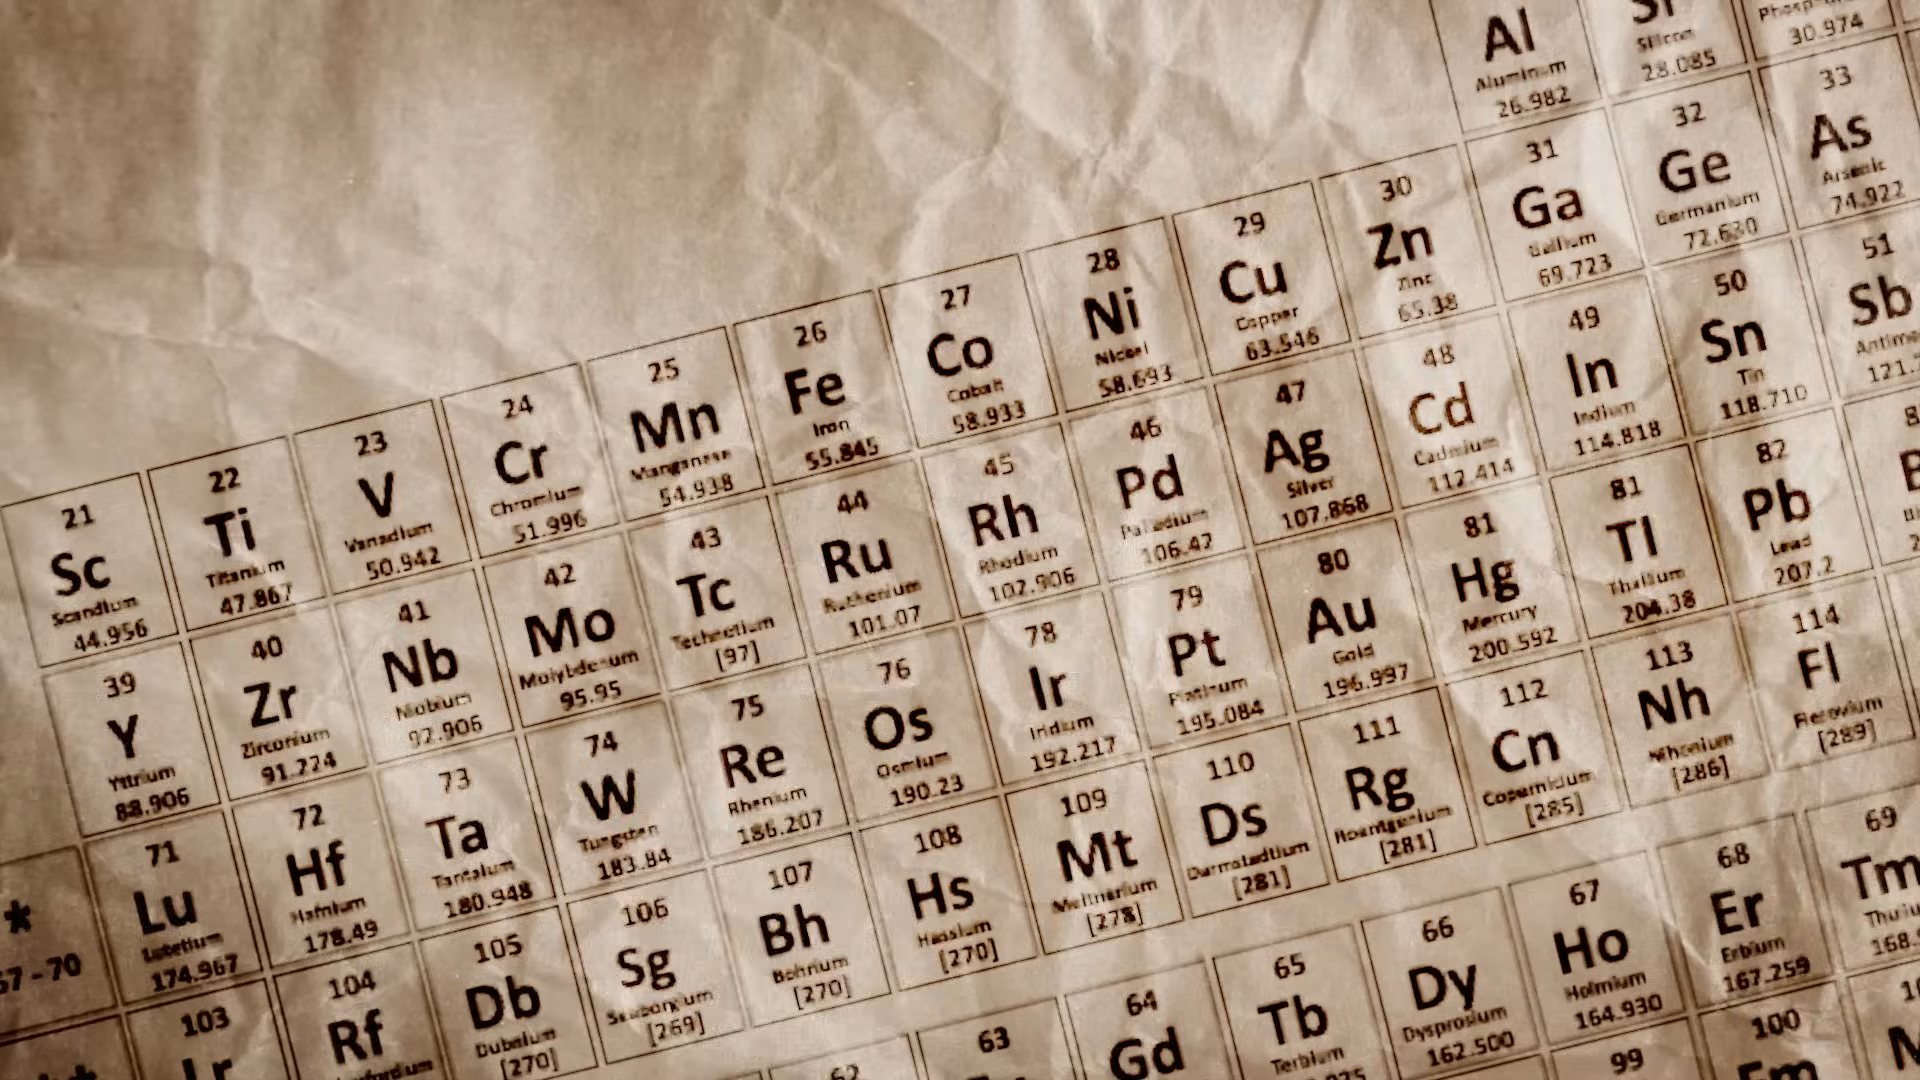 Al
Aluminum
26.982
Silicon
28.085
30.974
21
Sc
Scandium
44.956
22
Ti
Titanium
47.867
23
V
Vanadium
50.942
24
Cr
Chromium
51.996
25
Mn
Manganese
54.938
26
Fe
Iron
55.845
27
Co
Cobalt
58.933
28
Ni
Nickel
58.693
29
Cu
Copper
63.546
30
Zn
Zinc
65.38
31
Ga
Gallium
69.723
32
Ge
Germanium
72.630
33
As
Arsenic
74.922
39
Y
Yttrium
88.906
40
Zr
Zirconium
91.224
41
Nb
Niobium
92.906
42
Mo
Molybdenum
95.95
43
Tc
Technetium
[97]
44
Ru
Ruthenium
101.07
45
Rh
Rhodium
102.906
46
Pd
Palladium
106.42
47
Ag
Silver
107.868
48
Cd
Cadmium
112.414
49
In
Indium
114.818
50
Sn
Tin
118.710
51
Sb
*
57-70
71
Lu
Lutetium
174.967
72
Hf
Hafnium
178.49
73
Ta
Tantalum
180.948
74
W
Tungsten
183.84
75
Re
Rhenium
186.207
76
Os
Osmium
190.23
78
Ir
Iridium
192.217
79
Pt
Platinum
195.084
80
Au
Gold
196.997
81
Hg
Mercury
200.592
81
Tl
Thallium
204.38
82
Pb
Lead
207.2
103
Lr
104
Rf
105
Db
Dubnium
[270]
106
Sg
Seaborgium
[269]
107
Bh
Bohrium
[270]
108
Hs
Hassium
[270]
109
Mt
Meitnerium
[278]
110
Ds
Darmstadtium
[281]
111
Rg
Roentgenium
[281]
112
Cn
Copernicium
[285]
113
Nh
Nihonium
[286]
114
Fl
Flerovium
[289]
62
63
64
Gd
65
Tb
Terbium
66
Dy
Dysprosium
162.500
67
Ho
Holmium
164.930
68
Er
Erbium
167.259
69
Tm
99
100
Fm